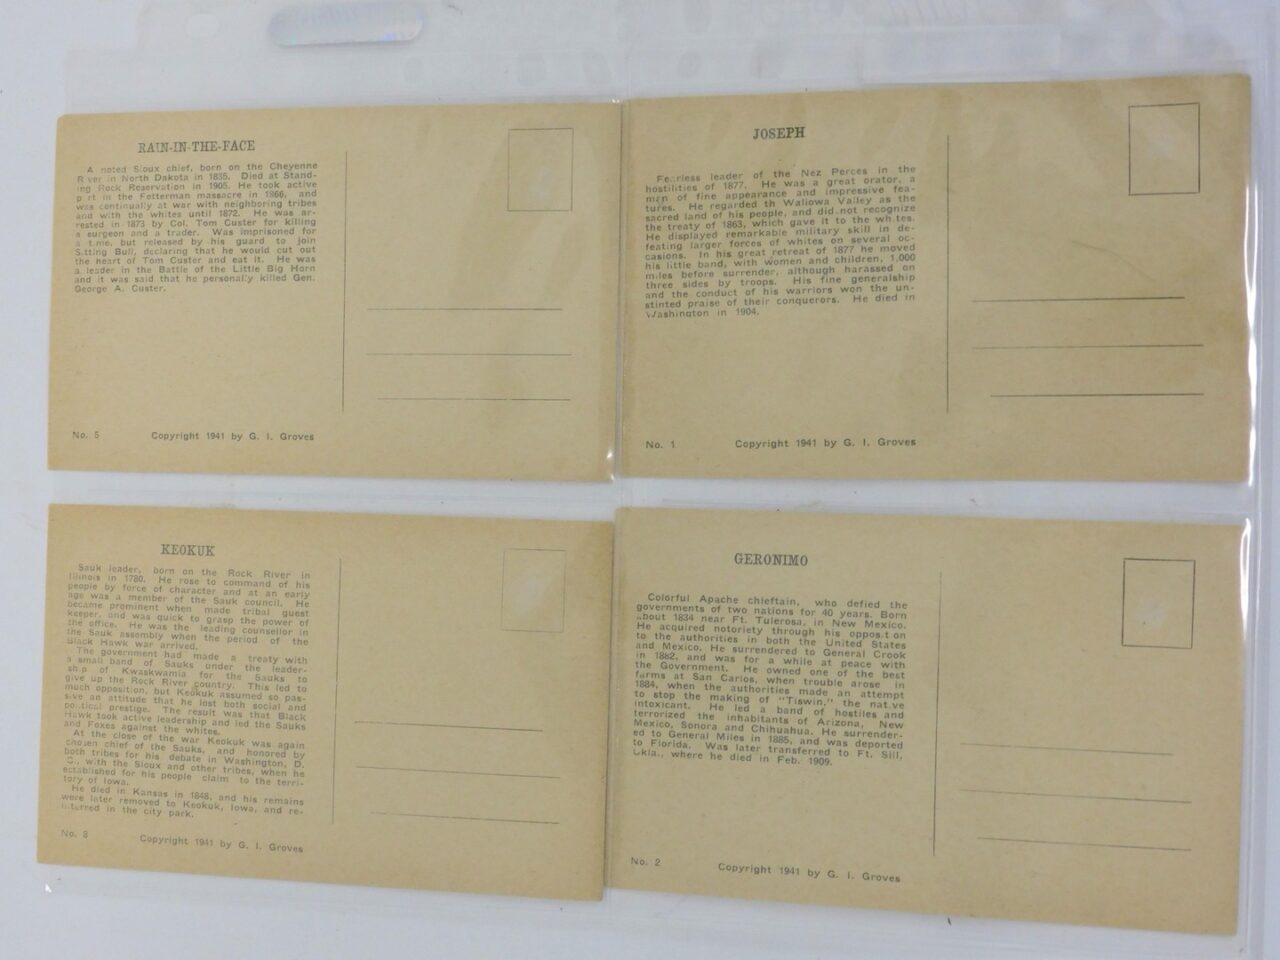 RAIN-IN-THE-FACE
A noted Sioux chief, born on the Cheyenne
River in North Dakota in 1835. Died at Stand-
ing Rock Reservation in 1905. He took active
part in the Fetterman massacre in 1866, and
was continually at war with neighboring tribes
and with the whites until 1872. He was ar-
rested in 1873 by Col. Tom Custer for killing
a surgeon and a trader. Was imprisoned for
a time, but released by his guard to join
Sitting Bull, declaring that he would cut out
the heart of Tom Custer and eat it. He was
a leader in the Battle of the Little Big Horn
and it was said that he personally killed Gen.
George A. Custer.
No. 5 Copyright 1941 by G. I. Groves
JOSEPH
Fearless leader of the Nez Perces in the
hostilities of 1877. He was a great orator, a
man of fine appearance and impressive fea-
tures. He regarded th Wallowa Valley as the
sacred land of his people, and did not recognize
the treaty of 1863, which gave it to the whites.
He displayed remarkable military skill in de-
feating larger forces of whites on several oc-
casions. In his great retreat of 1877 he moved
his little band, with women and children, 1,000
miles before surrender, although harassed on
three sides by troops. His fine generalship
and the conduct of his warriors won the un-
stinted praise of their conquerors. He died in
Washington in 1904.
No. 1 Copyright 1941 by G. I. Groves
KEOKUK
Sauk leader, born on the Rock River in
Illinois in 1780. He rose to command of his
people by force of character and at an early
age was a member of the Sauk council. He
became prominent when made tribal guest
keeper, and was quick to grasp the power of
the office. He was the leading counsellor in
the Sauk assembly when the period of the
Black Hawk war arrived.
The government had made a treaty with
a small band of Sauks under the leader-
ship of Kwaskwamia for the Sauks to
give up the Rock River country. This led to
much opposition, but Keokuk assumed so pas-
sive an attitude that he lost both social and
political prestige. The result was that Black
Hawk took active leadership and led the Sauks
and Foxes against the whites.
At the close of the war Keokuk was again
chosen chief of the Sauks, and honored by
both tribes for his debate in Washington, D.
C., with the Sioux and other tribes, when he
established for his people claim to the terri-
tory of Iowa.
He died in Kansas in 1848, and his remains
were later removed to Keokuk, Iowa, and re-
interred in the city park.
No. 8 Copyright 1941 by G. I. Groves
GERONIMO
Colorful Apache chieftain, who defied the
governments of two nations for 40 years. Born
about 1834 near Ft. Tulerosa, in New Mexico.
He acquired notoriety through his opposition
to the authorities in both the United States
and Mexico. He surrendered to General Crook
in 1882, and was for a while at peace with
the Government. He owned one of the best
farms at San Carlos, when trouble arose in
1884, when the authorities made an attempt
to stop the making of "Tiswin," the native
intoxicant. He led a band of hostiles and
terrorized the inhabitants of Arizona, New
Mexico, Sonora and Chihuahua. He surrender-
ed to General Miles in 1885, and was deported
to Florida. Was later transferred to Ft. Sill,
Okla., where he died in Feb. 1909.
No. 2 Copyright 1941 by G. I. Groves